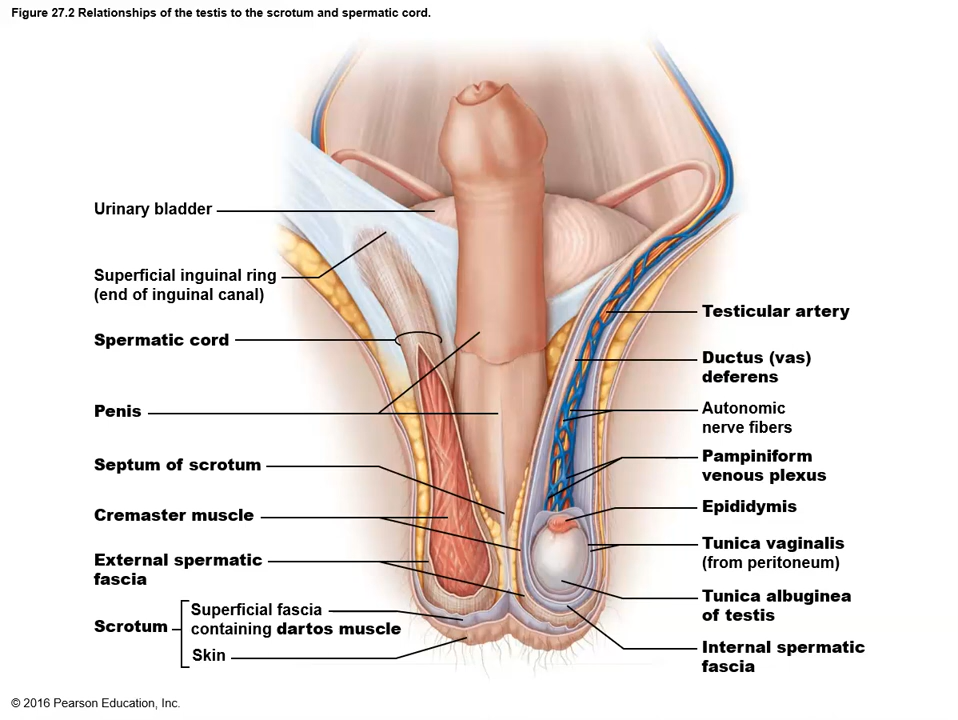 Figure 27.2 Relationships of the testis to the scrotum and spermatic cord.
Urinary bladder
Superficial inguinal ring
(end of inguinal canal)
Spermatic cord
Penis
Septum of scrotum
Cremaster muscle
External spermatic
fascia
Scrotum
Superficial fascia
containing dartos muscle
Skin
Testicular artery
Ductus (vas)
deferens
Autonomic
nerve fibers
Pampiniform
venous plexus
Epididymis
Tunica vaginalis
(from peritoneum)
Tunica albuginea
of testis
Internal spermatic
fascia
© 2016 Pearson Education, Inc.